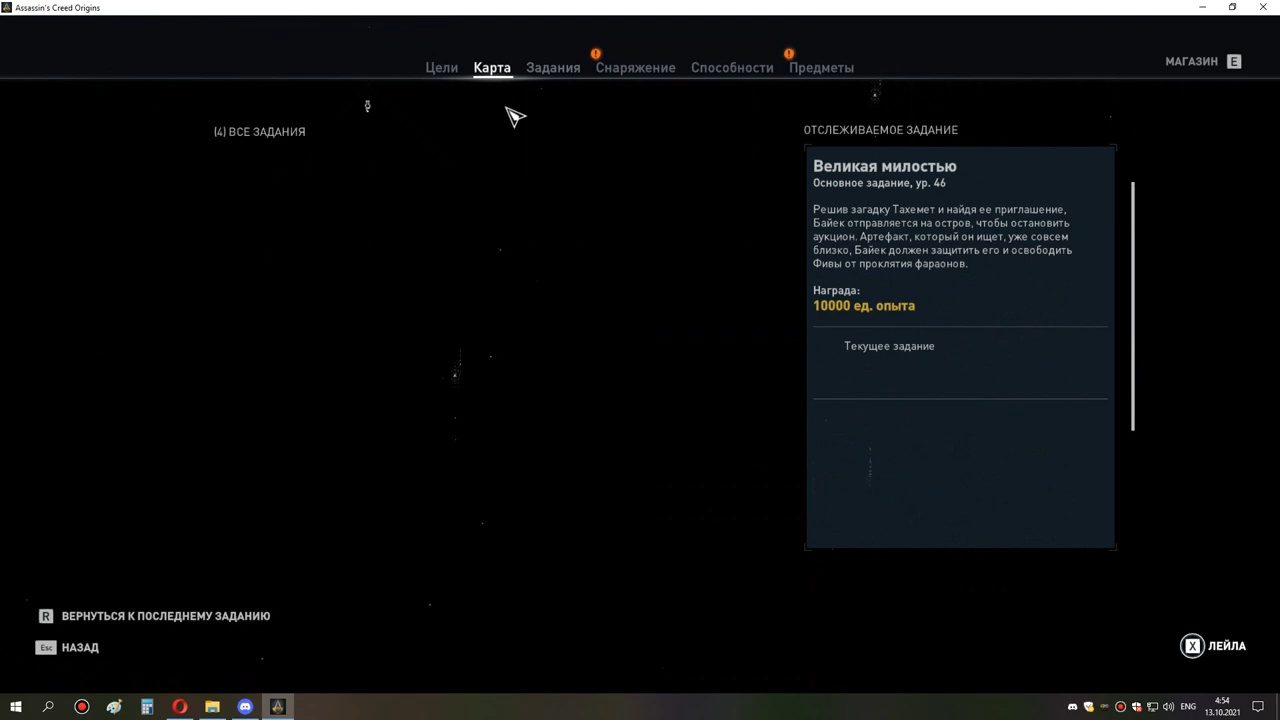 Assassin's Creed Origins
Цели Карта Задания Снаряжение Способности Предметы
МАГАЗИН E
(4) ВСЕ ЗАДАНИЯ
ОТСЛЕЖИВАЕМОЕ ЗАДАНИЕ
Великая милостью
Основное задание, ур. 46
Решив загадку Тахемет и найдя ее приглашение,
Байек отправляется на остров, чтобы остановить
аукцион. Артефакт, который он ищет, уже совсем
близко, Байек должен защитить его и освободить
Фивы от проклятия фараонов.
Награда:
10000 ед. опыта
Текущее задание
R ВЕРНУТЬСЯ К ПОСЛЕДНЕМУ ЗАДАНИЮ
Esc НАЗАД
X ЛЕЙЛА
ENG
4:54
13.10.2021